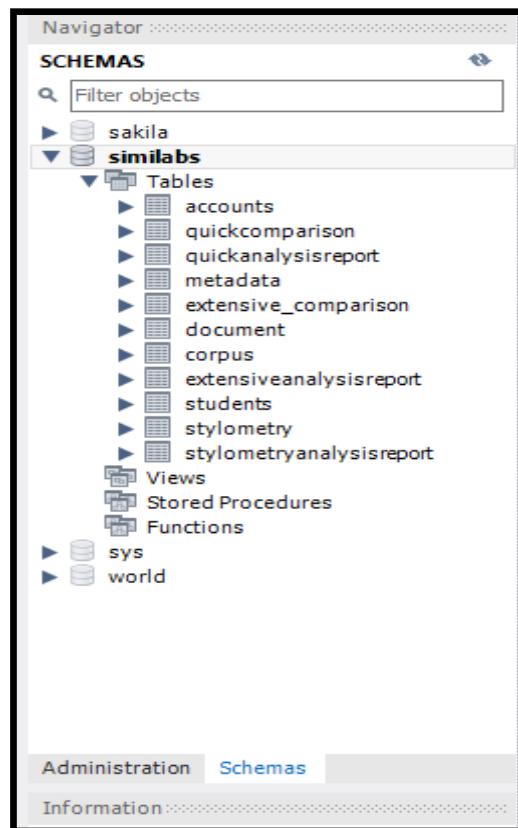 Navigator
SCHEMAS
Filter objects
sakila
similabs
Tables
accounts
quickcomparison
quickanalysisreport
metadata
extensive_comparison
document
corpus
extensiveanalysisreport
students
stylometry
stylometryanalysisreport
Views
Stored Procedures
Functions
sys
world
Administration Schemas
Information